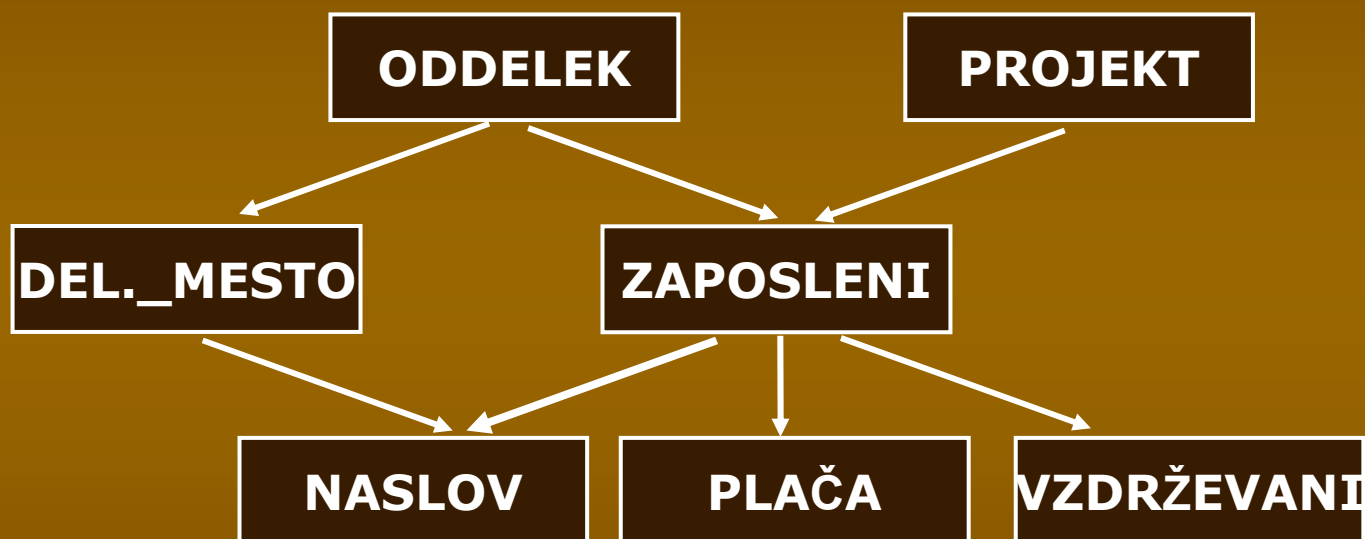 ODDELEK
PROJEKT
DEL._MESTO
ZAPOSLENI
NASLOV
PLAČA
VZDRŽEVANI